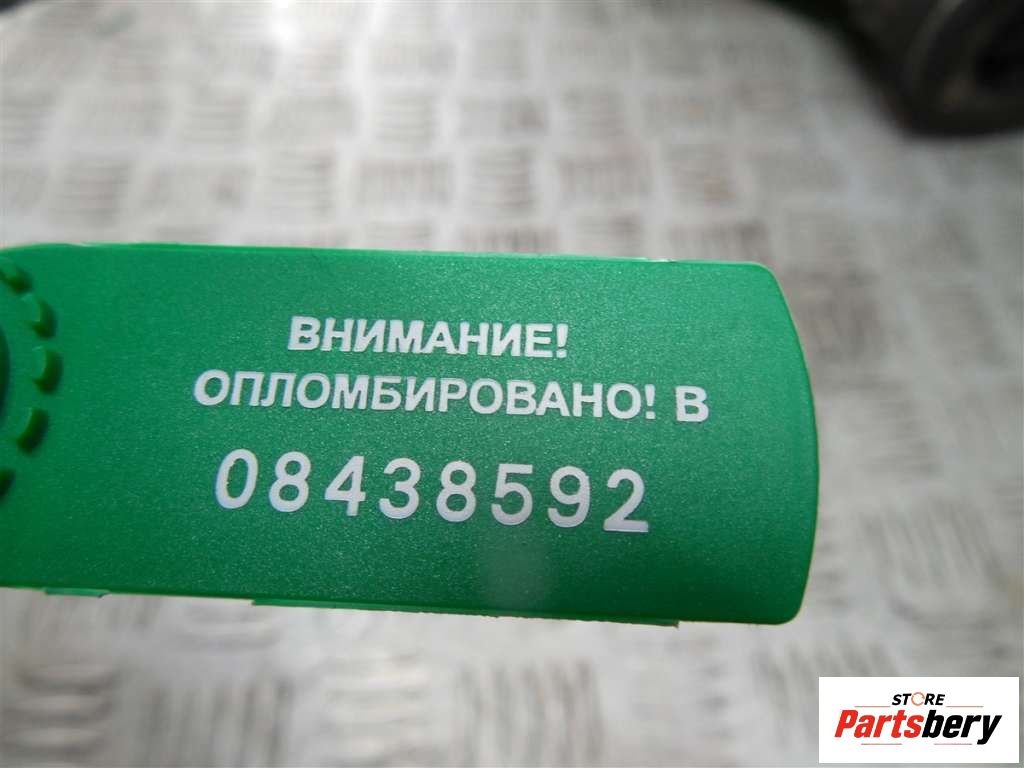 ВНИМАНИЕ!
ОПЛОМБИРОВАНО! В
08438592
STORE
Partsbery